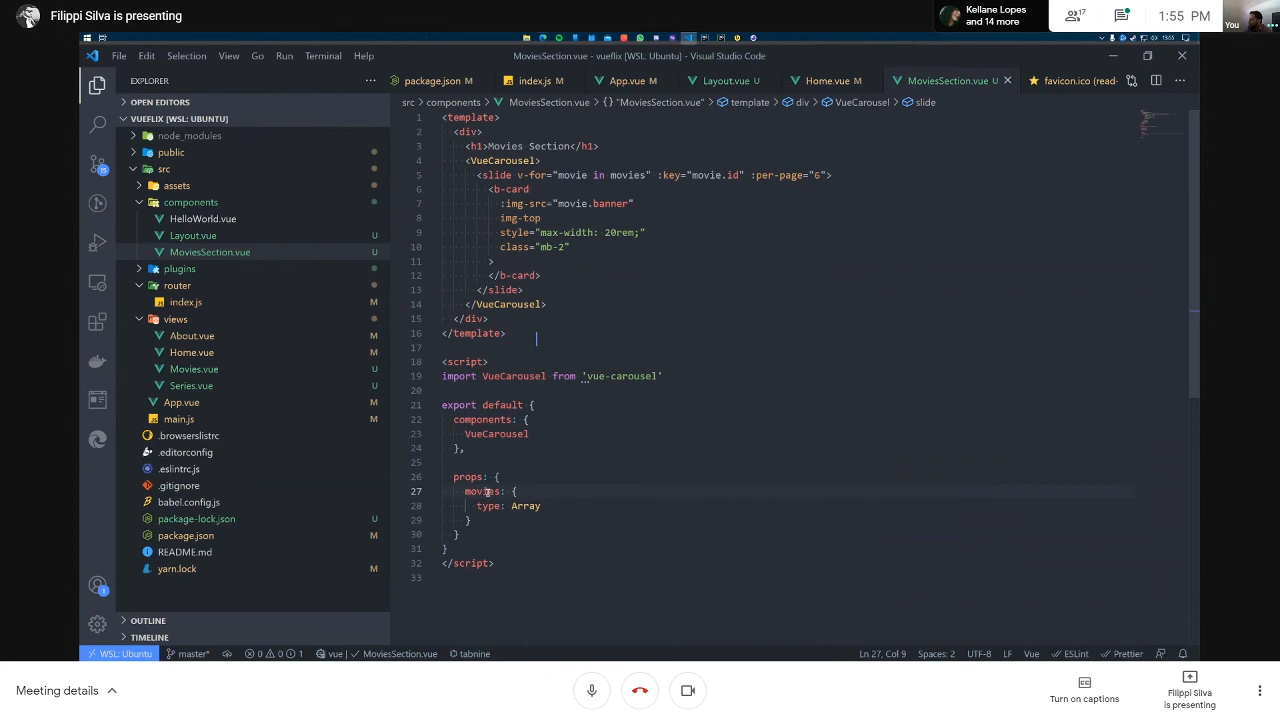 Filippi Silva is presenting
Kellane Lopes
and 14 more
17
1:55 PM
You
File Edit Selection View Go Run Terminal Help
MoviesSection.vue - vueflix [WSL: Ubuntu] - Visual Studio Code
13:55
EXPLORER
package.json M
index.js M
App.vue M
Layout.vue U
Home.vue M
MoviesSection.vue U
favicon.ico (read-
src > components > MoviesSection.vue > {} "MoviesSection.vue" > template > div > VueCarousel > slide
OPEN EDITORS
VUEFLIX [WSL: UBUNTU]
node_modules
public
src
assets
components
HelloWorld.vue
Layout.vue U
MoviesSection.vue U
plugins
router
index.js M
views
About.vue M
Home.vue M
Movies.vue U
Series.vue U
App.vue M
main.js M
.browserslistrc
.editorconfig
.eslintrc.js
.gitignore
babel.config.js
package-lock.json U
package.json M
README.md
yarn.lock M
OUTLINE
TIMELINE
15
1
1 <template>
2 <div>
3 <h1>Movies Section</h1>
4 <VueCarousel>
5 <slide v-for="movie in movies" :key="movie.id" :per-page="6">
6 <b-card
7 :img-src="movie.banner"
8 img-top
9 style="max-width: 20rem;"
10 class="mb-2"
11 >
12 </b-card>
13 </slide>
14 </VueCarousel>
15 </div>
16 </template>
17
18 <script>
19 import VueCarousel from 'vue-carousel'
20
21 export default {
22 components: {
23 VueCarousel
24 },
25
26 props: {
27 movies: {
28 type: Array
29 }
30 }
31 }
32 </script>
33
WSL: Ubuntu master* 0 0 1 vue | MoviesSection.vue tabnine
Ln 27, Col 9 Spaces: 2 UTF-8 LF Vue ESLint Prettier
Meeting details
Turn on captions
Filippi Silva
is presenting